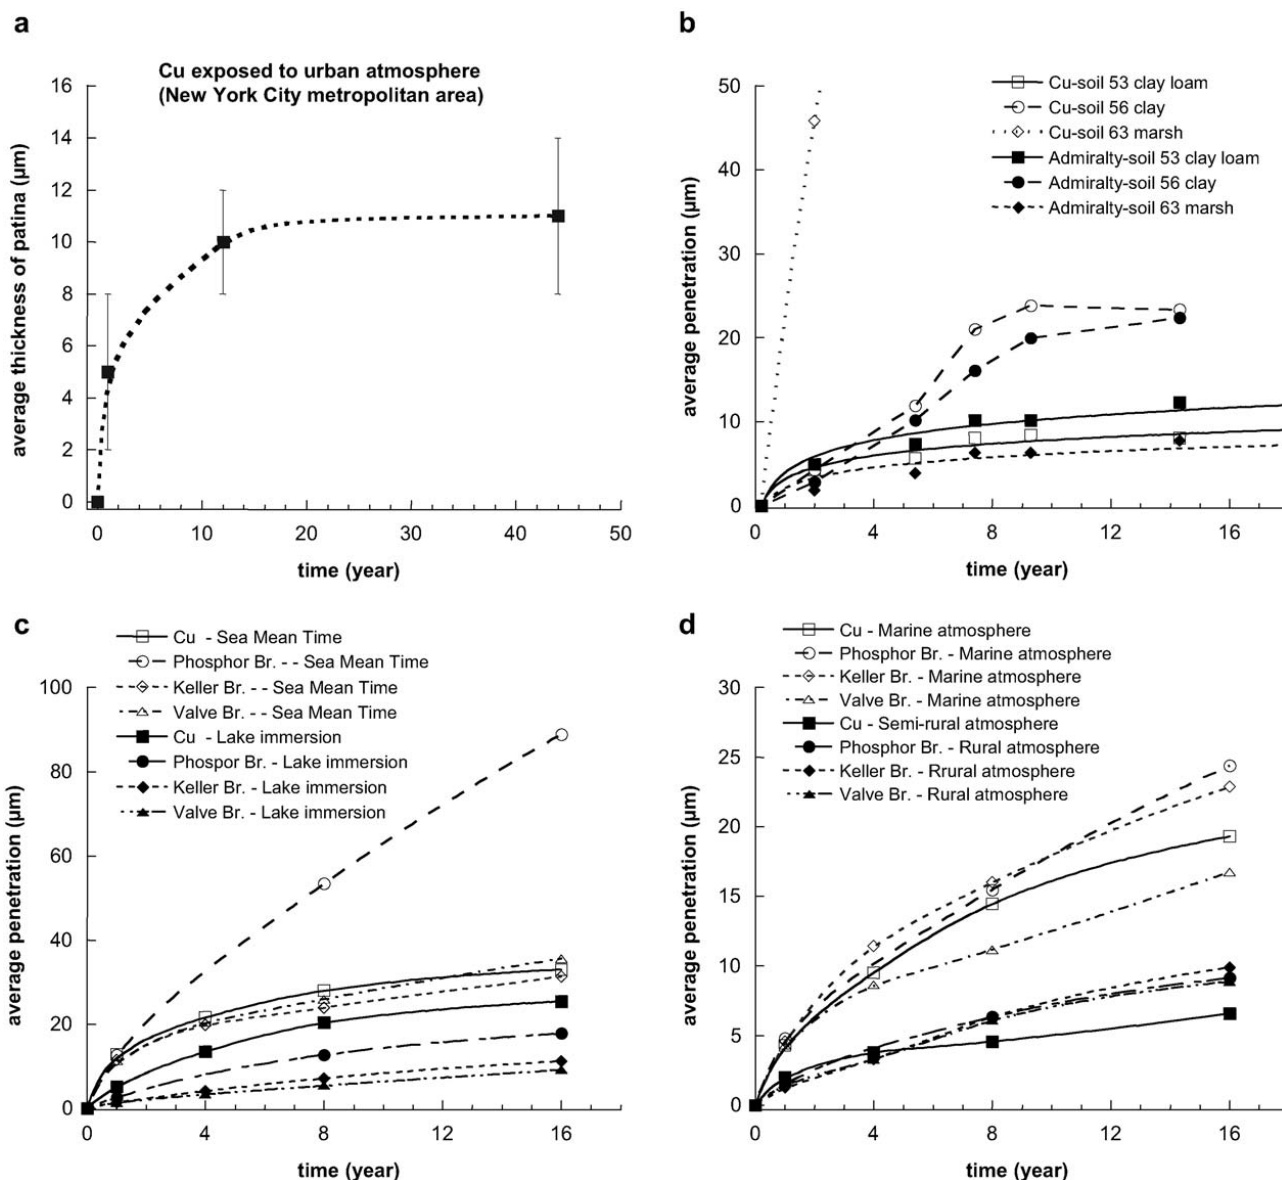 a
Cu exposed to urban atmosphere
(New York City metropolitan area)
16
14
12
10
8
6
4
2
0
average thickness of patina (μm)
0 10 20 30 40 50
time (year)
b
Cu-soil 53 clay loam
Cu-soil 56 clay
Cu-soil 63 marsh
Admiralty-soil 53 clay loam
Admiralty-soil 56 clay
Admiralty-soil 63 marsh
50
40
30
20
10
0
average penetration (μm)
0 4 8 12 16
time (year)
c
Cu - Sea Mean Time
Phosphor Br. - - Sea Mean Time
Keller Br. - - Sea Mean Time
Valve Br. - - Sea Mean Time
Cu - Lake immersion
Phospor Br. - Lake immersion
Keller Br. - Lake immersion
Valve Br. - Lake immersion
100
80
60
40
20
0
average penetration (μm)
0 4 8 12 16
time (year)
d
Cu - Marine atmosphere
Phosphor Br. - Marine atmosphere
Keller Br. - Marine atmosphere
Valve Br. - Marine atmosphere
Cu - Semi-rural atmosphere
Phosphor Br. - Rural atmosphere
Keller Br. - Rrural atmosphere
Valve Br. - Rural atmosphere
30
25
20
15
10
5
0
average penetration (μm)
0 4 8 12 16
time (year)